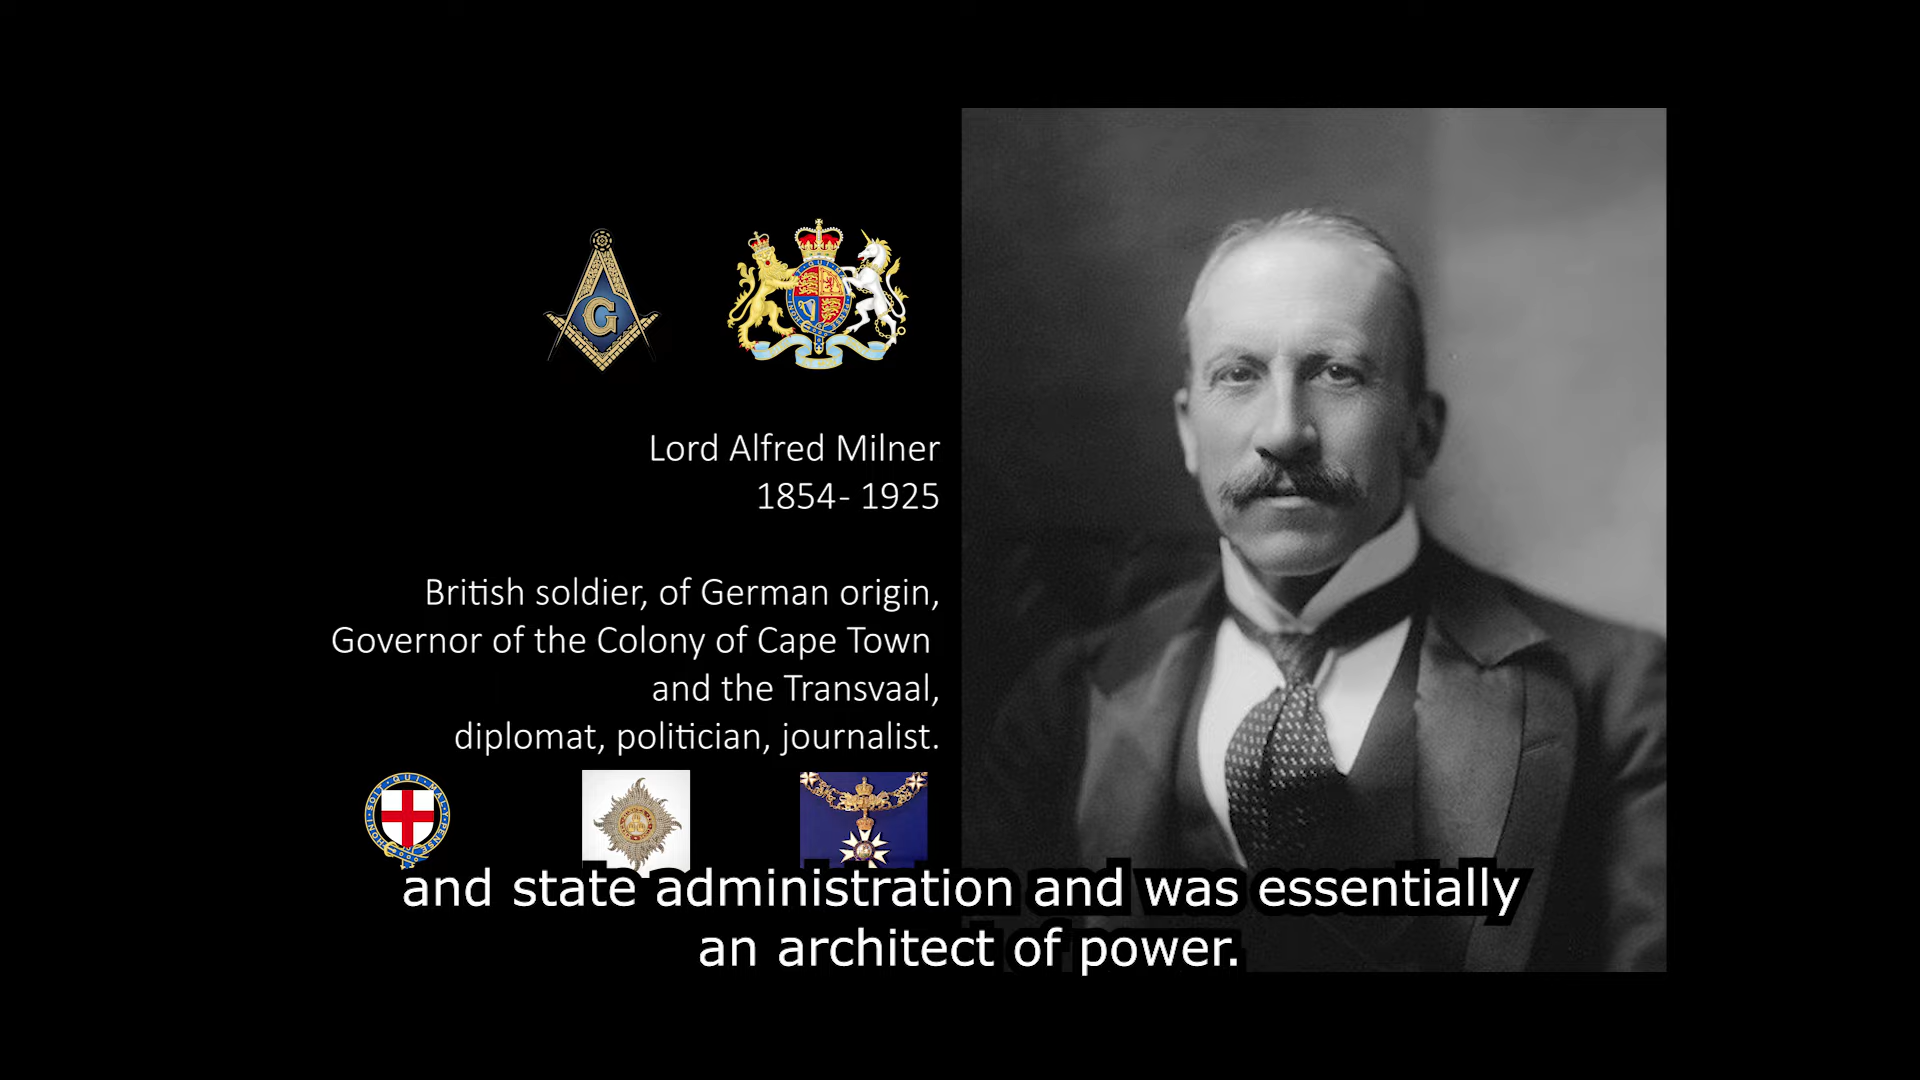 G
Lord Alfred Milner
1854- 1925
British soldier, of German origin,
Governor of the Colony of Cape Town
and the Transvaal,
diplomat, politician, journalist.
and state administration and was essentially
an architect of power.